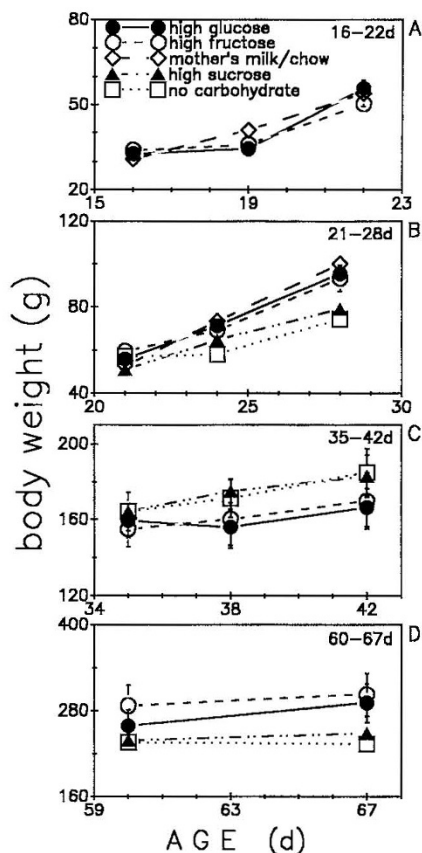 80
high glucose
16-22d
A
high fructose
mother's milk/chow
50
high sucrose
no carbohydrate
20
15
19
23
120
21-28d
B
80
40
20
25
30
200
35-42d
C
160
120
34
38
42
400
60-67d
D
280
160
59
63
67
body weight (g)
AGE (d)